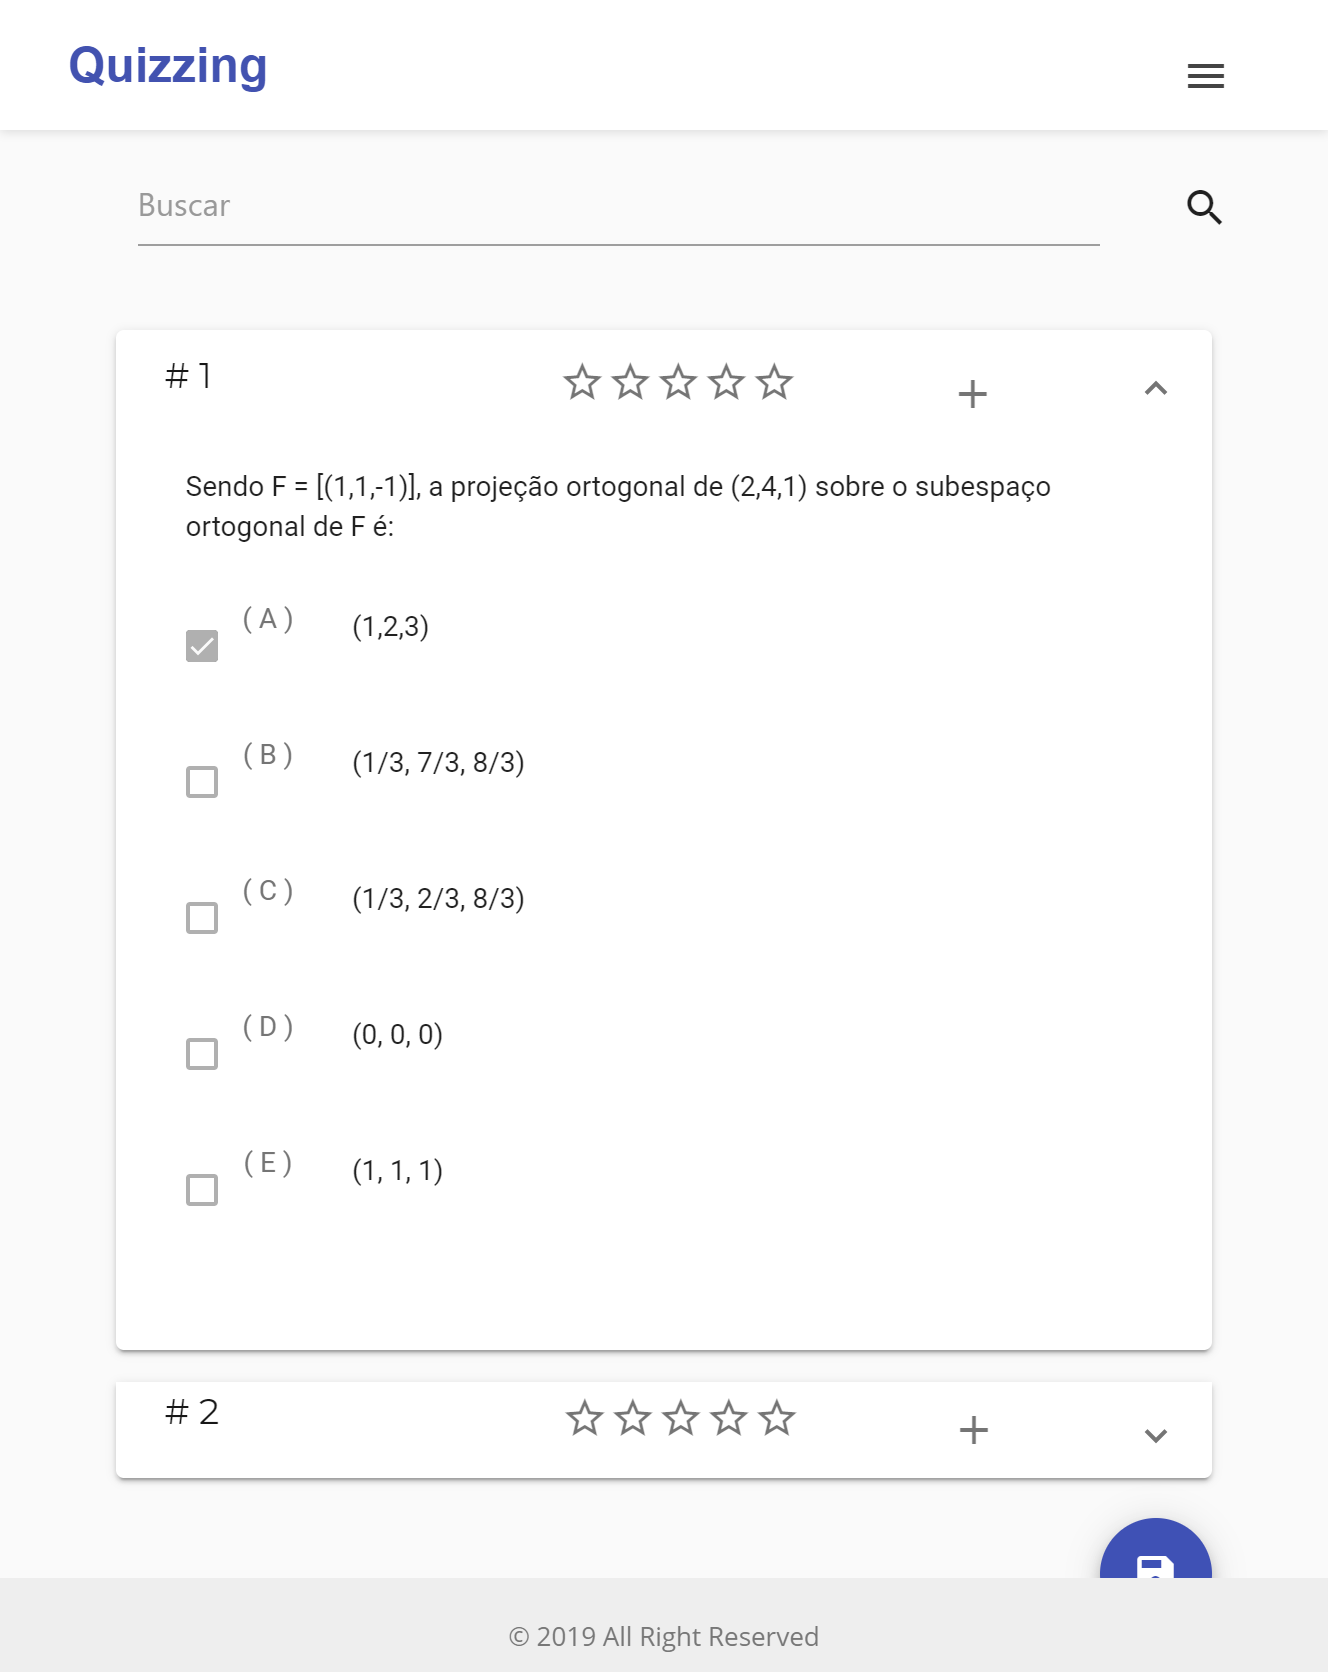 Quizzing
Buscar
# 1
Sendo F = [(1,1,-1)], a projeção ortogonal de (2,4,1) sobre o subespaço
ortogonal de F é:
( A ) (1,2,3)
( B ) (1/3, 7/3, 8/3)
( C ) (1/3, 2/3, 8/3)
( D ) (0, 0, 0)
( E ) (1, 1, 1)
# 2
© 2019 All Right Reserved